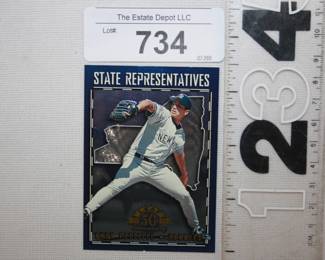 The Estate Depot LLC
Lot#
734
STATE REPRESENTATIVES
NEW
50
1
2
3
4